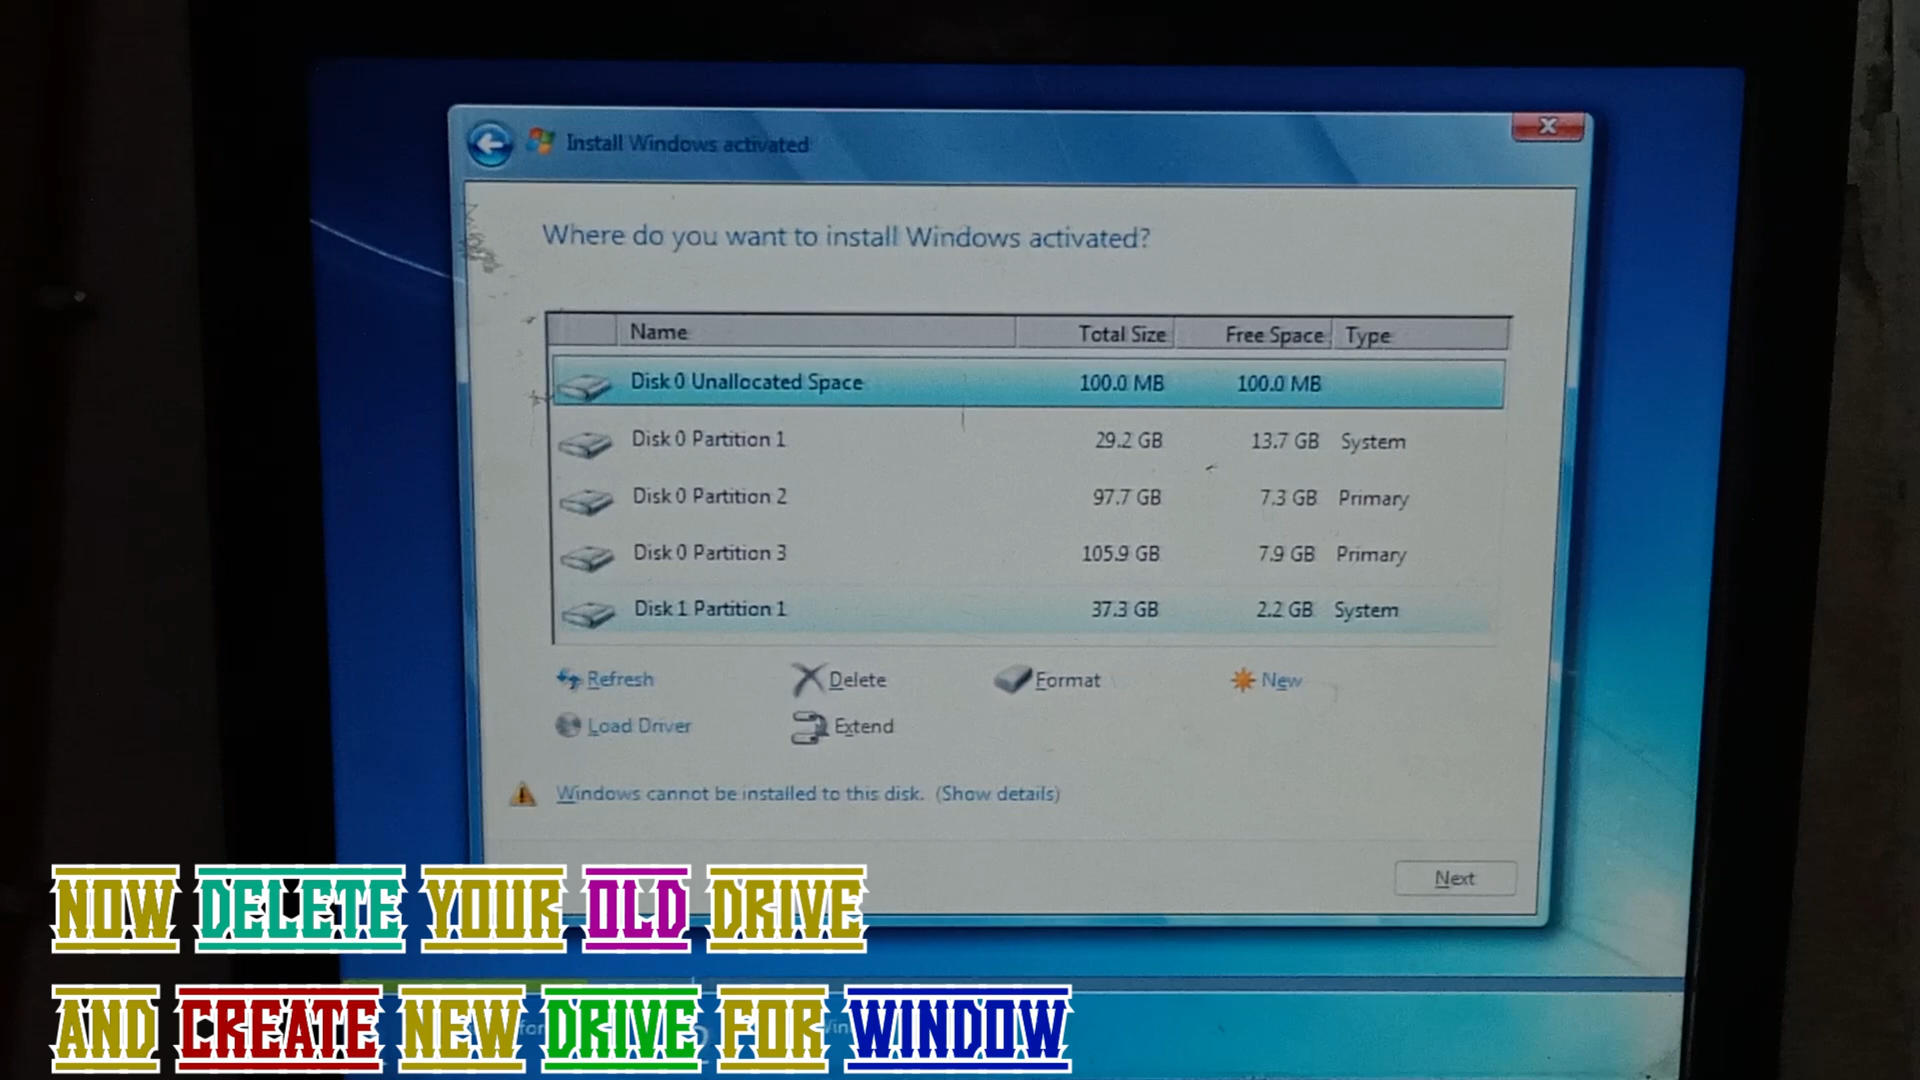 Install Windows activated
Where do you want to install Windows activated?
Name Total Size Free Space Type
Disk 0 Unallocated Space 100.0 MB 100.0 MB
Disk 0 Partition 1 29.2 GB 13.7 GB System
Disk 0 Partition 2 97.7 GB 7.3 GB Primary
Disk 0 Partition 3 105.9 GB 7.9 GB Primary
Disk 1 Partition 1 37.3 GB 2.2 GB System
Refresh Delete Format New
Load Driver Extend
Windows cannot be installed to this disk. (Show details)
Next
NOW DELETE YOUR OLD DRIVE
AND CREATE NEW DRIVE FOR WINDOW